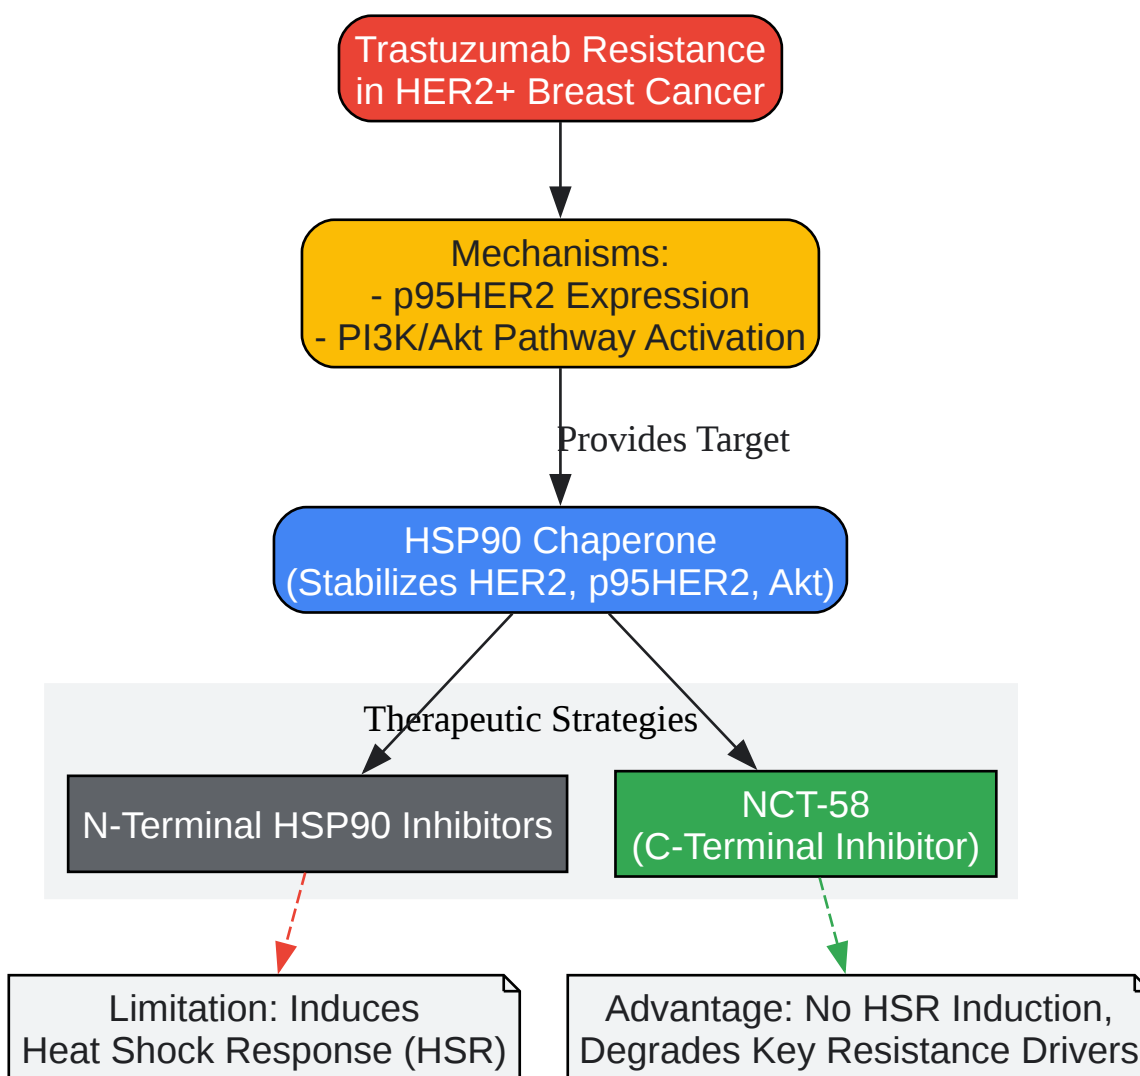 Trastuzumab Resistance
in HER2+ Breast Cancer
Mechanisms:
- p95HER2 Expression
- PI3K/Akt Pathway Activation
Provides Target
HSP90 Chaperone
(Stabilizes HER2, p95HER2, Akt)
Therapeutic Strategies
N-Terminal HSP90 Inhibitors
NCT-58
(C-Terminal Inhibitor)
Limitation: Induces
Heat Shock Response (HSR)
Advantage: No HSR Induction,
Degrades Key Resistance Drivers